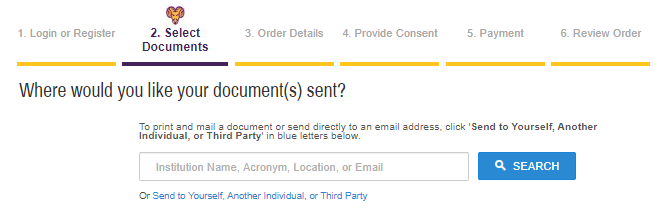 1. Login or Register
2. Select Documents
3. Order Details
4. Provide Consent
5. Payment
6. Review Order
Where would you like your document(s) sent?
To print and mail a document or send directly to an email address, click 'Send to Yourself, Another
Individual, or Third Party' in blue letters below.
Institution Name, Acronym, Location, or Email
SEARCH
Or Send to Yourself, Another Individual, or Third Party